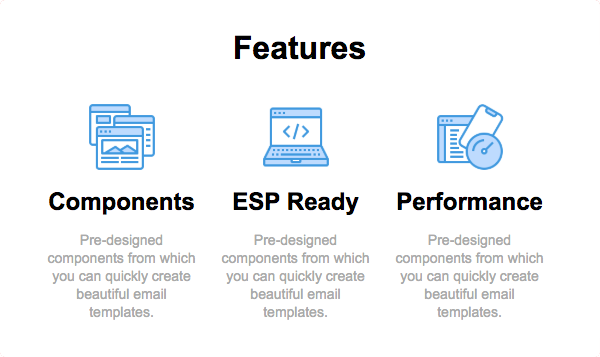 Features
Components
Pre-designed
components from which
you can quickly create
beautiful email
templates.
ESP Ready
Pre-designed
components from which
you can quickly create
beautiful email
templates.
Performance
Pre-designed
components from which
you can quickly create
beautiful email
templates.